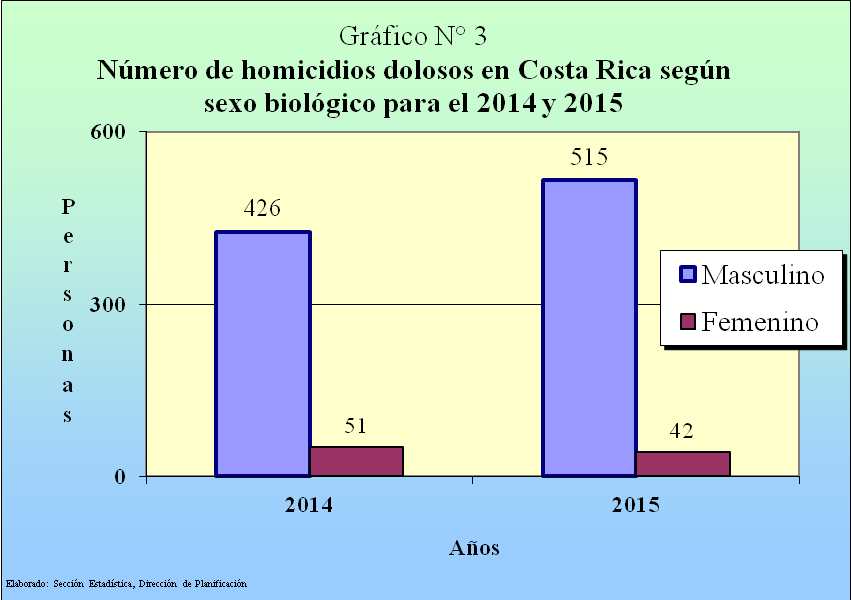 Gráfico N° 3
Número de homicidios dolosos en Costa Rica según
sexo biológico para el 2014 y 2015
600
300
0
Personas
426
51
515
42
2014
2015
Años
Masculino
Femenino
Elaborado: Sección Estadística, Dirección de Planificación